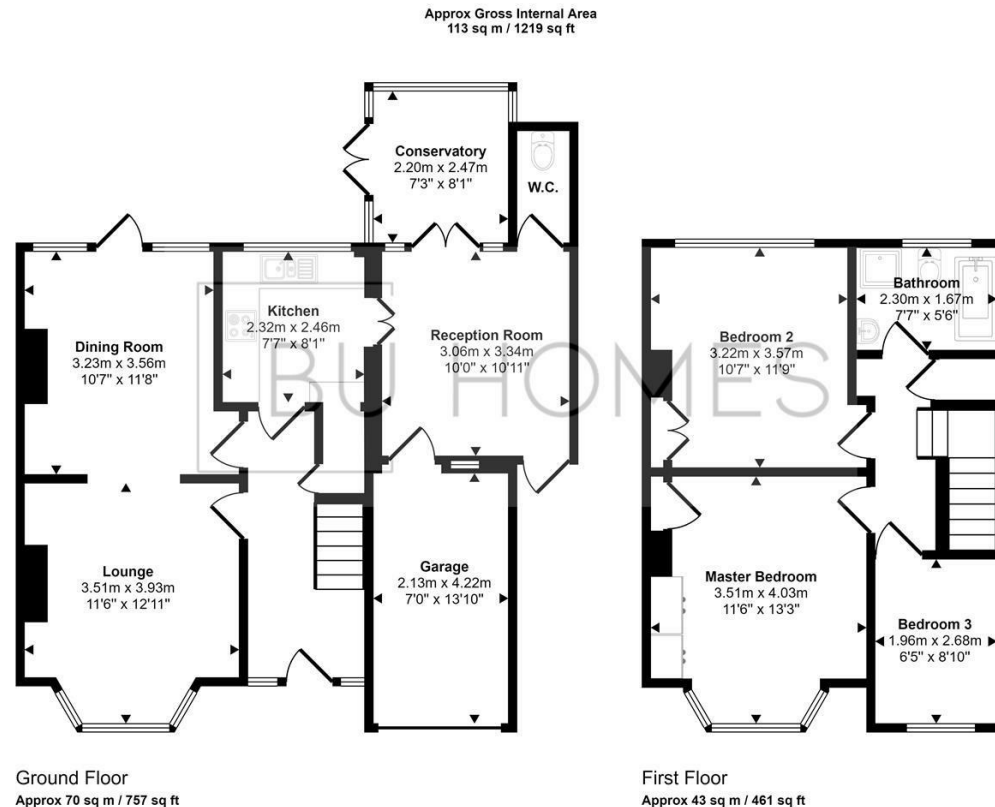 Approx Gross Internal Area
113 sq m / 1219 sq ft
Conservatory
2.20m x 2.47m
7'3" x 8'1"
W.C.
Dining Room
3.23m x 3.56m
10'7" x 11'8"
Kitchen
2.32m x 2.46m
7'7" x 8'1"
Reception Room
3.06m x 3.34m
10'0" x 10'11"
Lounge
3.51m x 3.93m
11'6" x 12'11"
Garage
2.13m x 4.22m
7'0" x 13'10"
Bedroom 2
3.22m x 3.57m
10'7" x 11'9"
Bathroom
2.30m x 1.67m
7'7" x 5'6"
Master Bedroom
3.51m x 4.03m
11'6" x 13'3"
Bedroom 3
1.96m x 2.68m
6'5" x 8'10"
BU HOMES
Ground Floor
Approx 70 sq m / 757 sq ft
First Floor
Approx 43 sq m / 461 sq ft